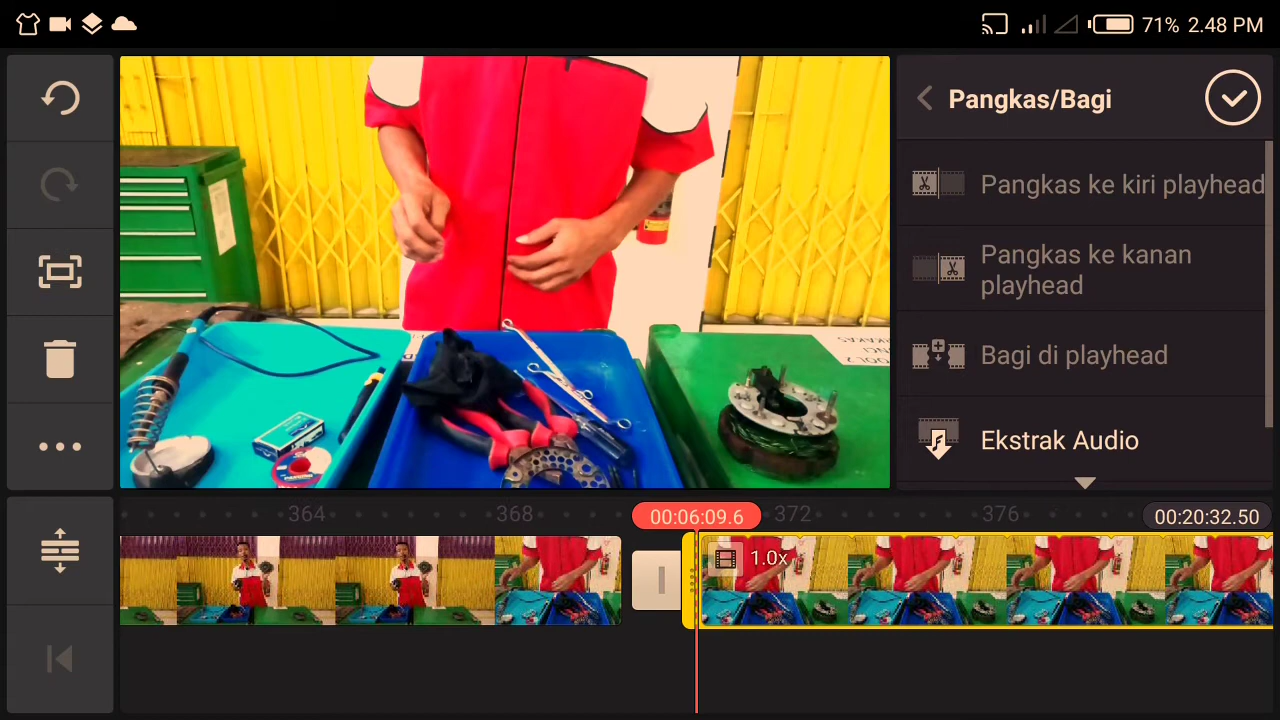 71% 2.48 PM
Pangkas/Bagi
Pangkas ke kiri playhead
Pangkas ke kanan
playhead
Bagi di playhead
Ekstrak Audio
364
368
00:06:09.6
372
376
00:20:32.50
1.0x